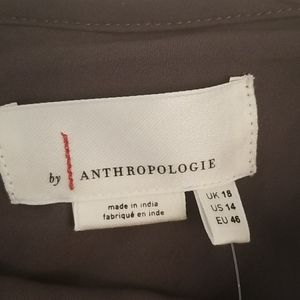 by ANTHROPOLOGIE
made in india
fabriqué en inde
UK 18
US 14
EU 46